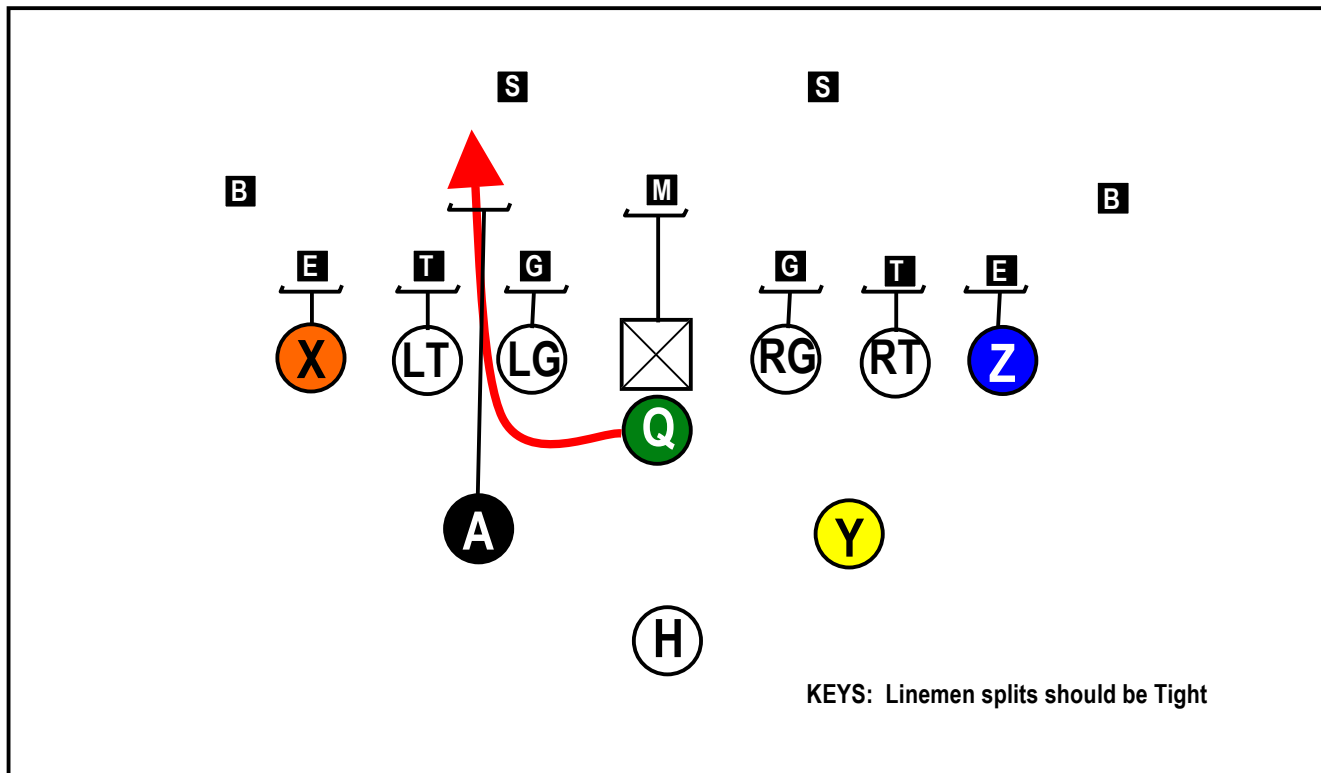 S S
B M B
E T G G T E
X LT LG RG RT Z
Q
A Y
H
KEYS: Linemen splits should be Tight